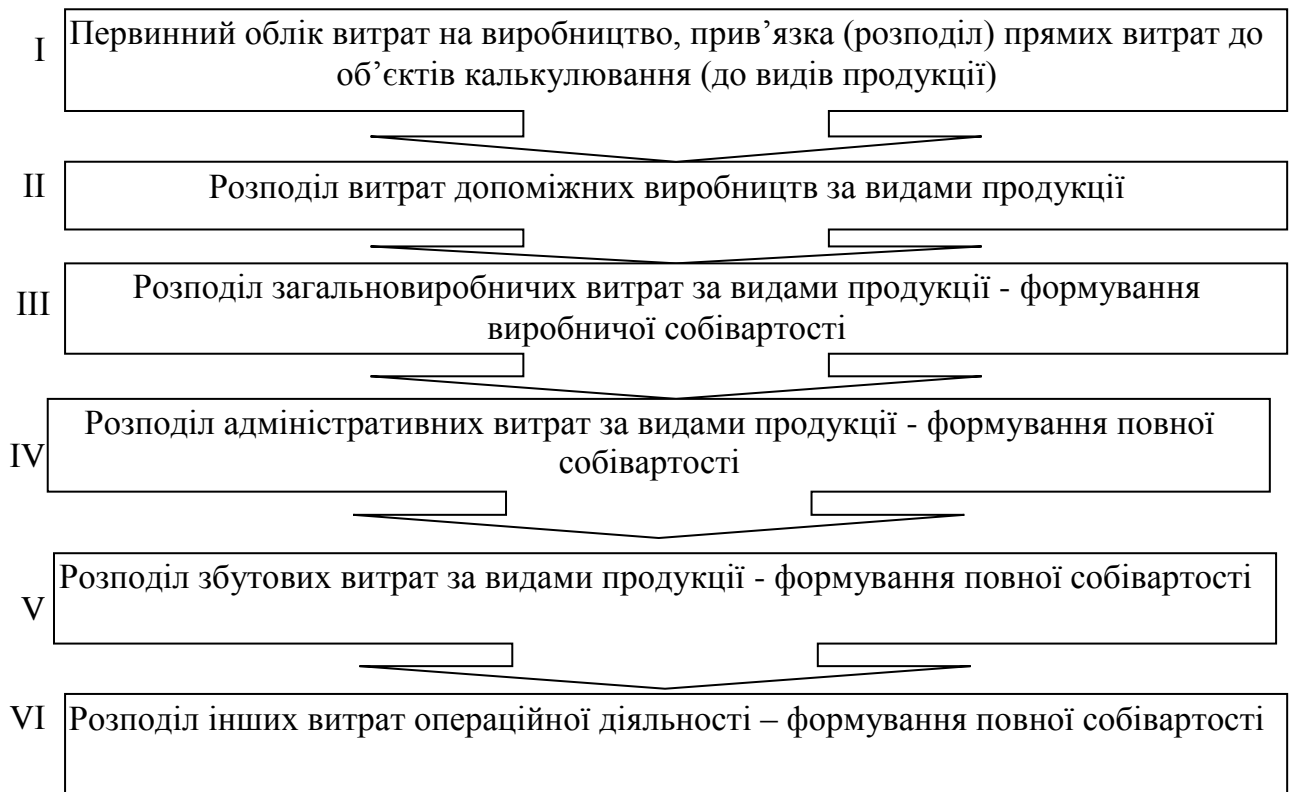 I
Первинний облік витрат на виробництво, прив’язка (розподіл) прямих витрат до
об’єктів калькулювання (до видів продукції)
II
Розподіл витрат допоміжних виробництв за видами продукції
III
Розподіл загальновиробничих витрат за видами продукції - формування
виробничої собівартості
IV
Розподіл адміністративних витрат за видами продукції - формування повної
собівартості
V
Розподіл збутових витрат за видами продукції - формування повної собівартості
VI
Розподіл інших витрат операційної діяльності – формування повної собівартості